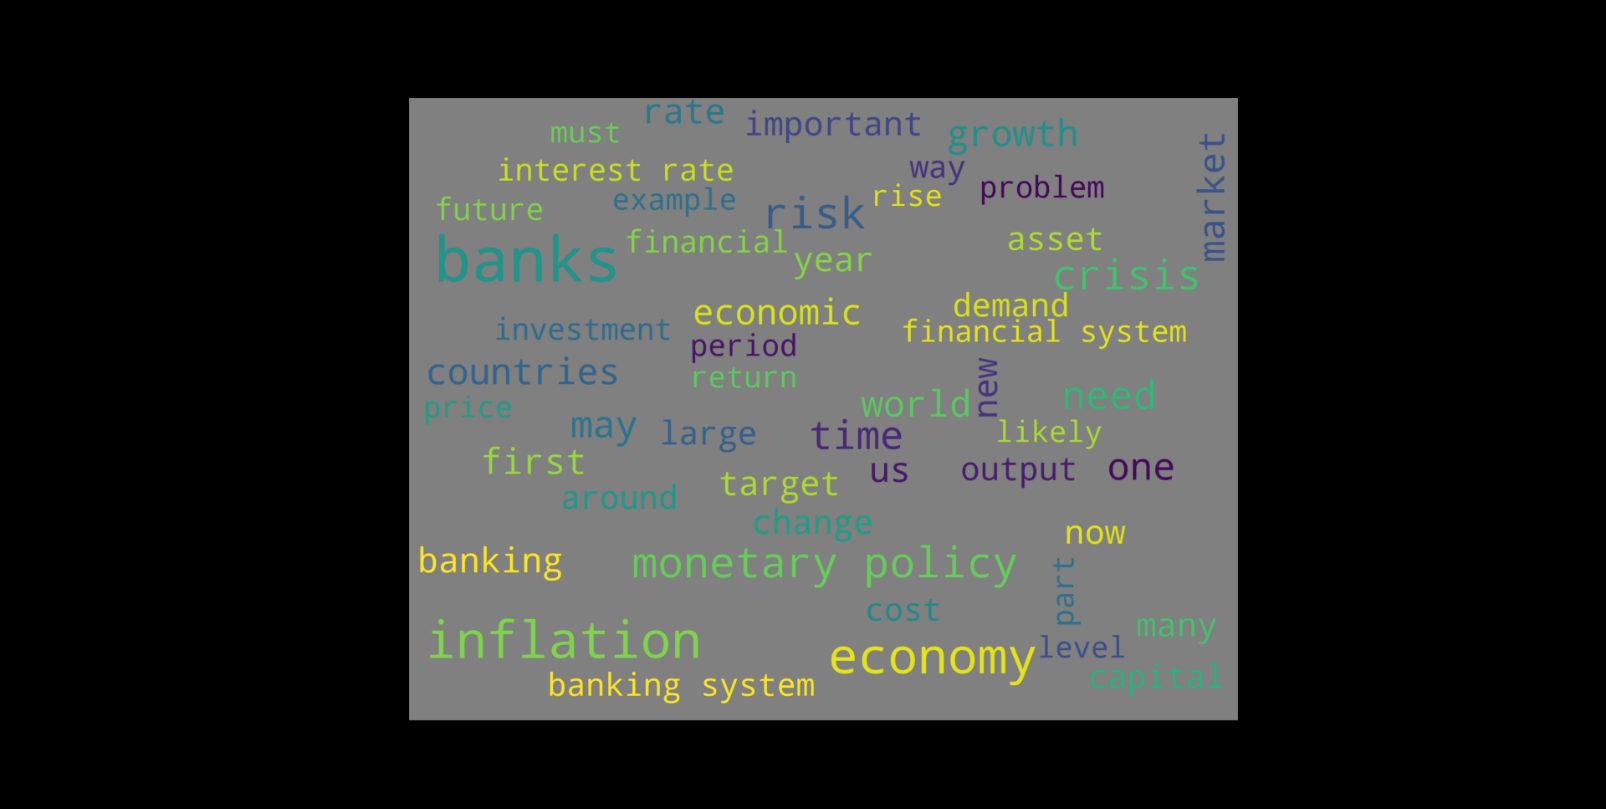 rate
important
must
growth
market
interest rate
way
problem
example
rise
future
risk
banks
financial
year
asset
crisis
economic
demand
investment
financial system
period
countries
return
new
need
price
world
may
large
time
likely
first
us
output
one
around
target
change
now
banking
monetary policy
part
cost
many
inflation
economy
level
banking system
capital